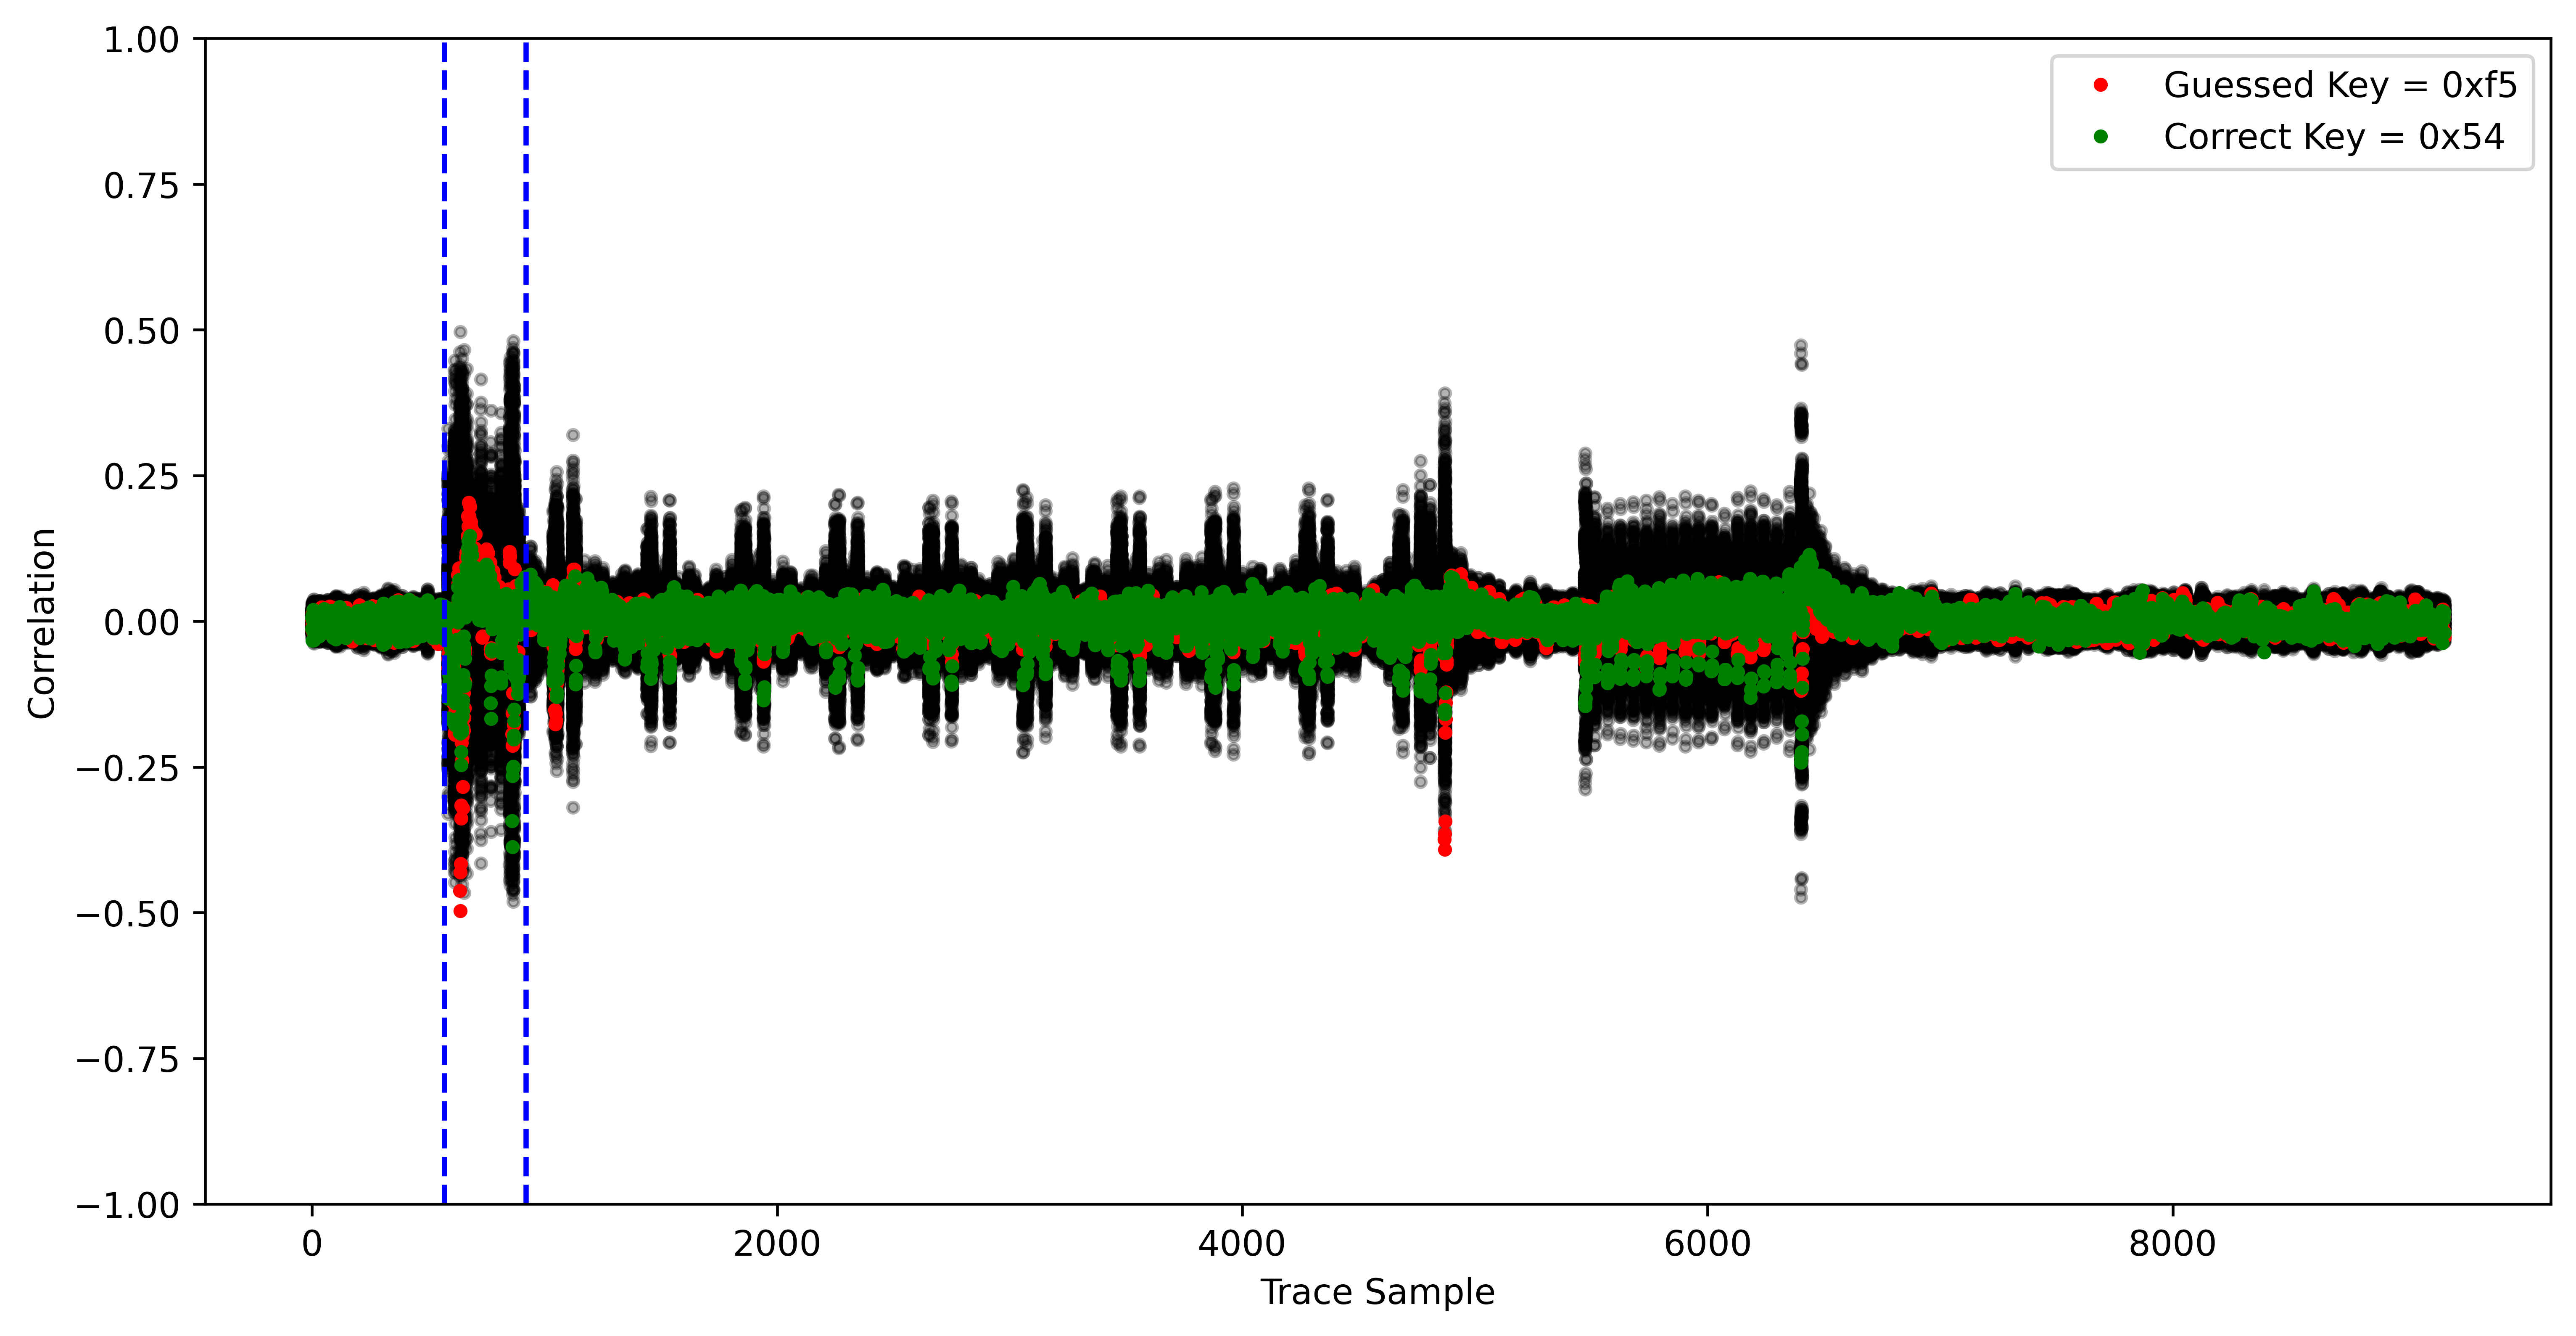 Guessed Key = 0xf5
Correct Key = 0x54
1.00
0.75
0.50
0.25
0.00
−0.25
−0.50
−0.75
−1.00
Correlation
0 2000 4000 6000 8000
Trace Sample